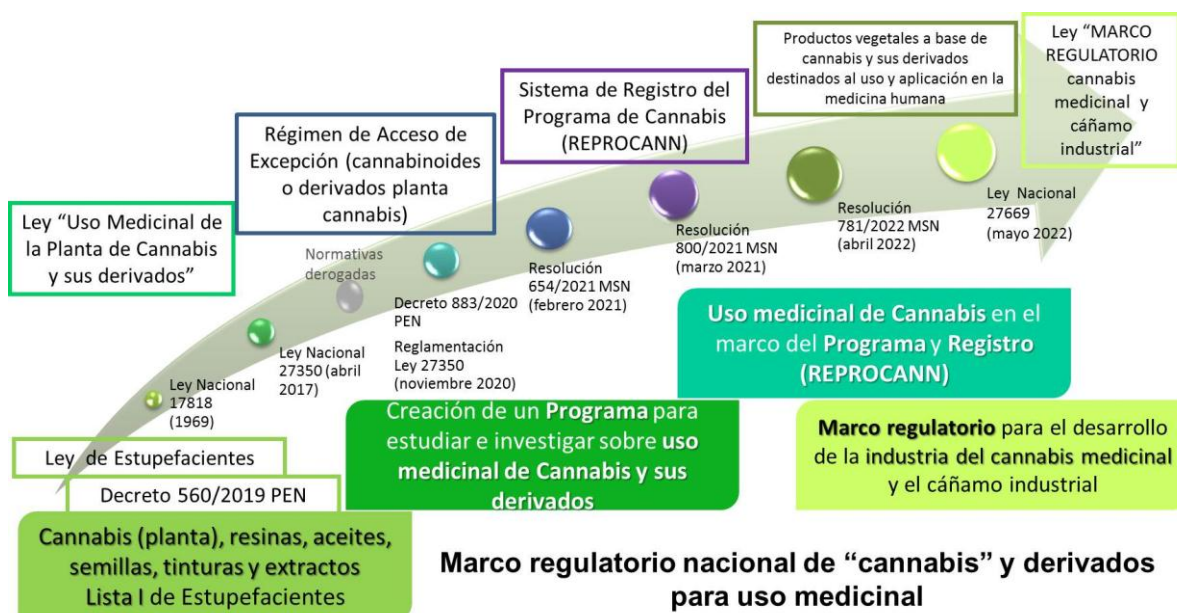 Productos vegetales a base de
cannabis y sus derivados
destinados al uso y aplicación en la
medicina humana
Ley “MARCO
REGULATORIO
cannabis
medicinal y
cáñamo
industrial”
Sistema de Registro del
Programa de Cannabis
(REPROCANN)
Régimen de Acceso de
Excepción (cannabinoides
o derivados planta
cannabis)
Ley “Uso Medicinal de
la Planta de Cannabis
y sus derivados”
Ley Nacional
17818
(1969)
Ley Nacional
27350 (abril
2017)
Normativas
derogadas
Decreto 883/2020
PEN
Reglamentación
Ley 27350
(noviembre 2020)
Resolución
654/2021 MSN
(febrero 2021)
Resolución
800/2021 MSN
(marzo 2021)
Resolución
781/2022 MSN
(abril 2022)
Ley Nacional
27669
(mayo 2022)
Ley de Estupefacientes
Decreto 560/2019 PEN
Cannabis (planta), resinas, aceites,
semillas, tinturas y extractos
Lista I de Estupefacientes
Creación de un Programa para
estudiar e investigar sobre uso
medicinal de Cannabis y sus
derivados
Uso medicinal de Cannabis en el
marco del Programa y Registro
(REPROCANN)
Marco regulatorio para el desarrollo
de la industria del cannabis medicinal
y el cáñamo industrial
Marco regulatorio nacional de “cannabis” y derivados
para uso medicinal